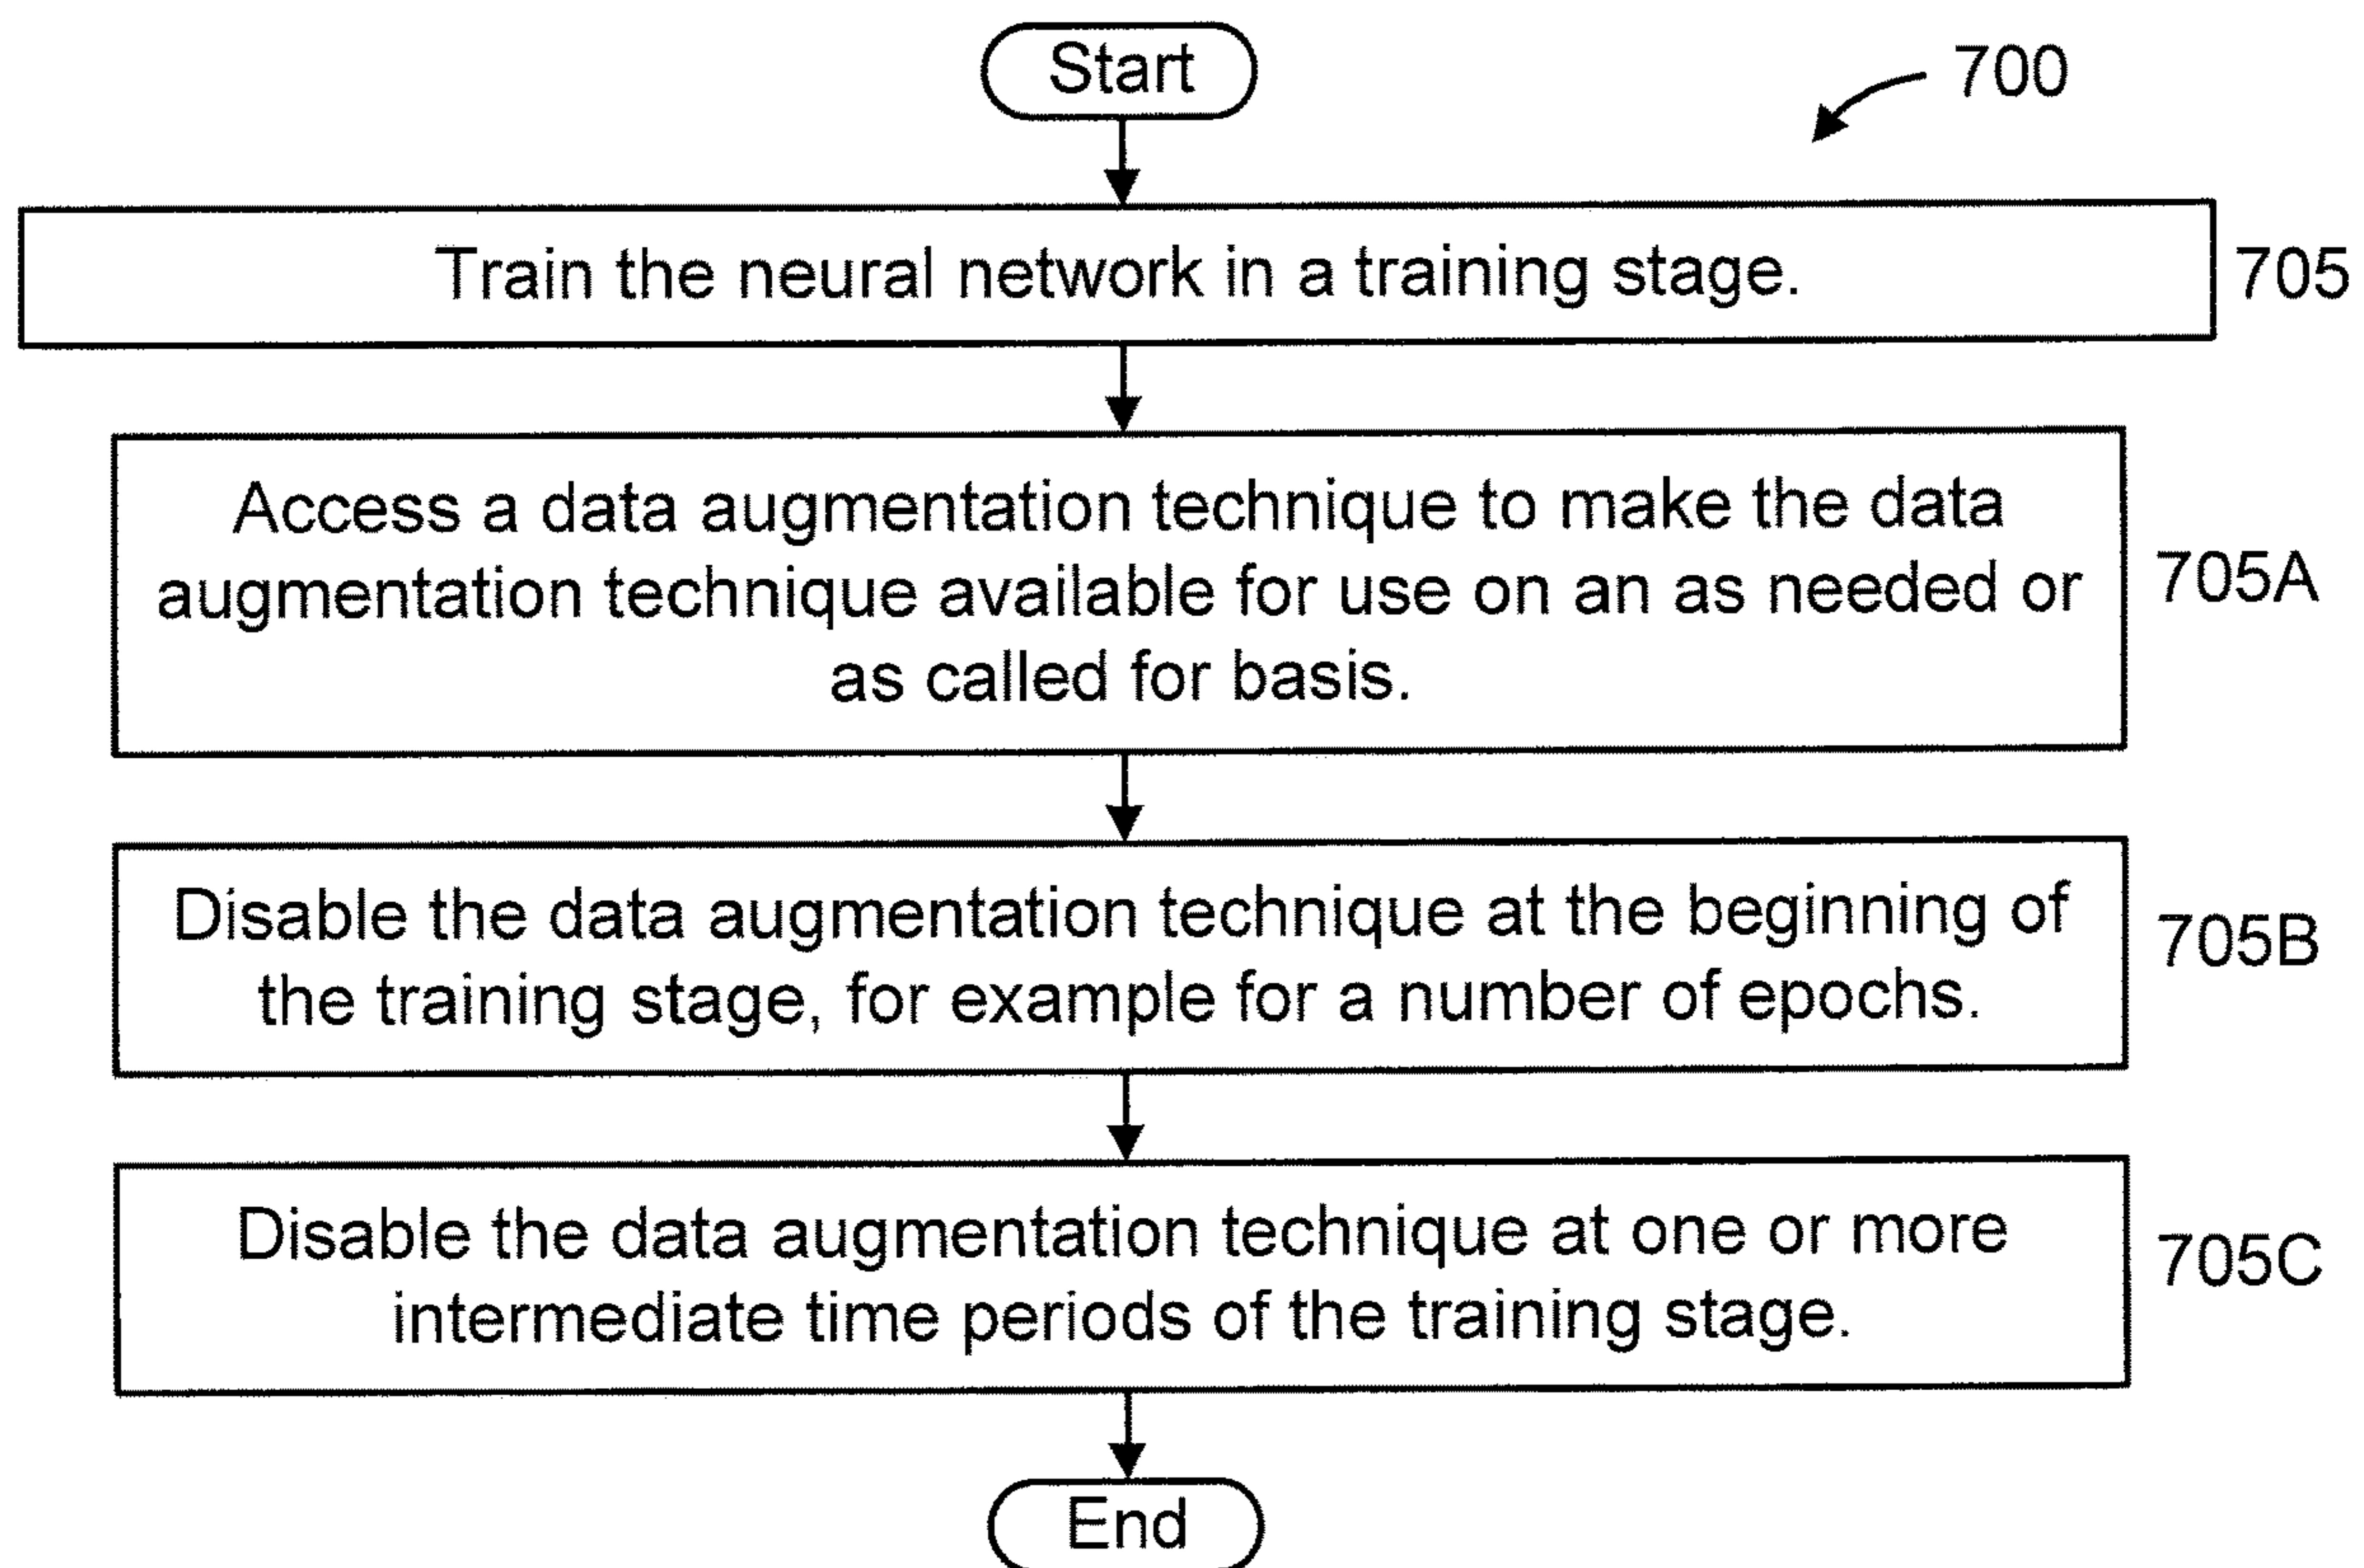 Start
700
Train the neural network in a training stage.
705
Access a data augmentation technique to make the data
augmentation technique available for use on an as needed or
as called for basis.
705A
Disable the data augmentation technique at the beginning of
the training stage, for example for a number of epochs.
705B
Disable the data augmentation technique at one or more
intermediate time periods of the training stage.
705C
End